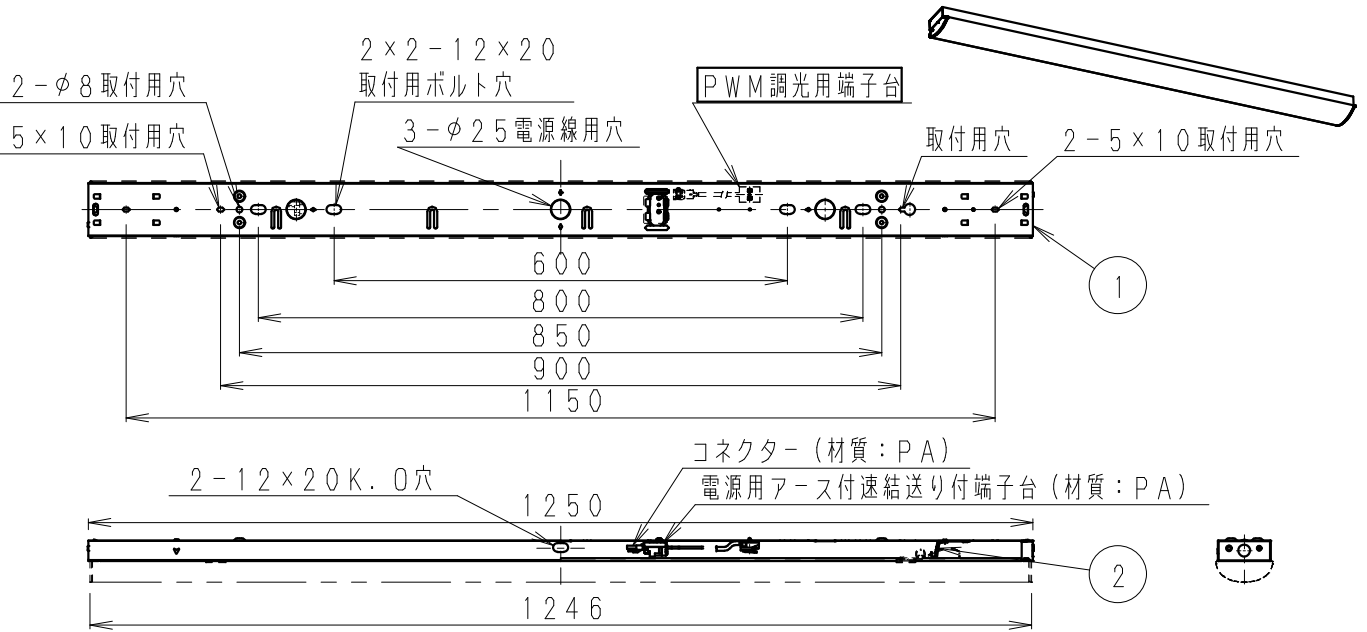 2×2-12×20
取付用ボルト穴
2-φ8取付用穴
PWM調光用端子台
5×10取付用穴
3-φ25電源線用穴
取付用穴
2-5×10取付用穴
600
800
850
900
1150
1
コネクター(材質:PA)
2-12×20K.O穴
電源用アース付速結送り付端子台(材質:PA)
1250
2
1246